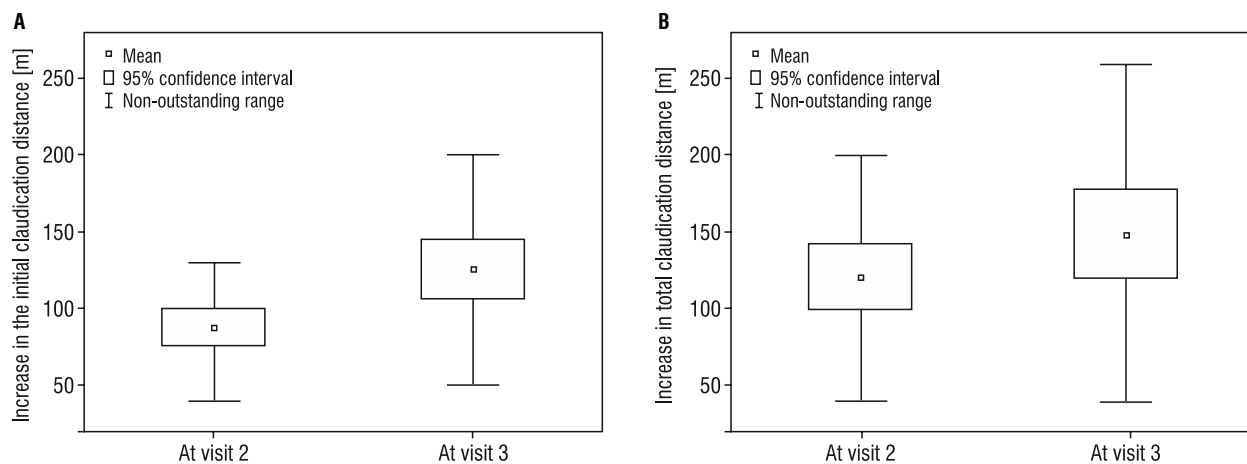 A
Increase in the initial claudication distance [m]
Mean
95% confidence interval
Non-outstanding range
250
200
150
100
50
At visit 2
At visit 3
B
Increase in total claudication distance [m]
Mean
95% confidence interval
Non-outstanding range
250
200
150
100
50
At visit 2
At visit 3